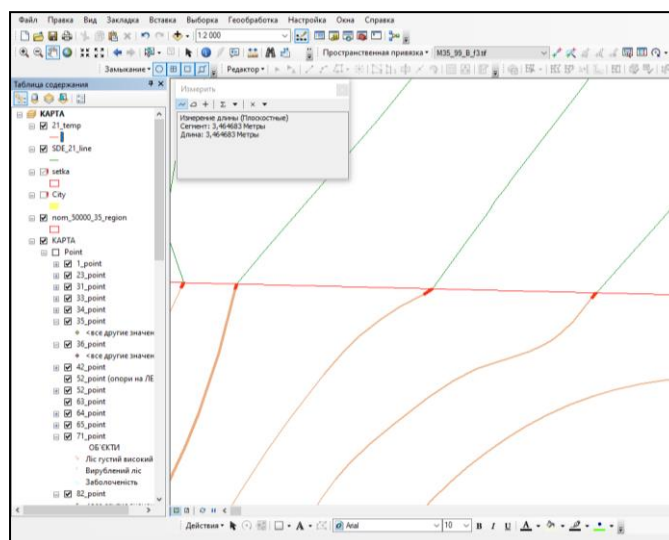 Файл Правка Вид Закладка Вставка Выборка Геообработка Настройка Окна Справка
1:2 000
Пространственная привязка M35_95_B_f3.tif
Замыкание Редактор
Таблица содержания
Измерить
Измерение длины (Плоскостные)
Сегмент: 3,464683 Метры
Длина: 3,464683 Метры
КАРТА
21_temp
SDE_21_line
setka
City
nom_50000_35_region
КАРТА
Point
1_point
23_point
31_point
33_point
34_point
35_point
<все другие значен
36_point
<все другие значен
42_point
52_point (опори на ЛЕ
52_point
63_point
64_point
65_point
71_point
ОБ'ЄКТИ
Ліс густий високий
Вирублений ліс
Заболоченість
82_point
Действия Arial 10 B I U A